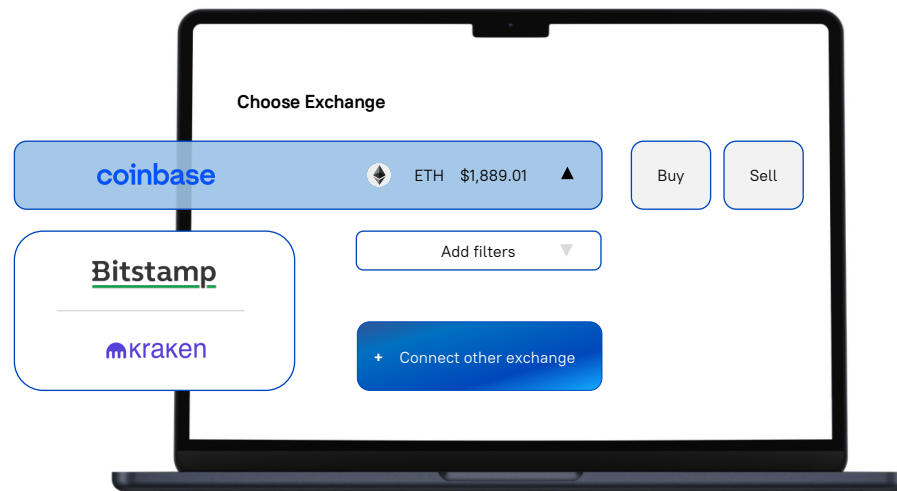 Choose Exchange
coinbase ETH $1,889.01 Buy Sell
Bitstamp
Add filters
kraken
+ Connect other exchange